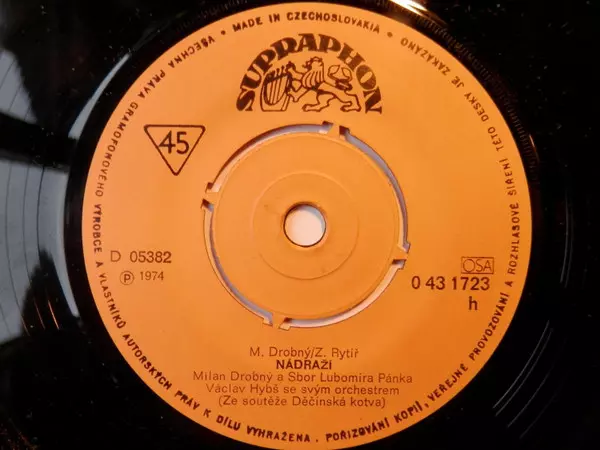 MADE IN CZECHOSLOVAKIA • VŠECHNA PRÁVA GRAMOFONOVÉHO VÝROBCE A VLASTNÍKŮ AUTORSKÝCH PRÁV K DÍLU VYHRAŽENA. POŘIZOVÁNÍ KOPIÍ, VEŘEJNÉ PROVOZOVÁNÍ A ROZHLASOVÉ ŠÍŘENÍ TÉTO DESKY JE ZAKÁZÁNO
SUPRAPHON
45
D 05382
Ⓟ 1974
OSA
0 43 1723
h
M. Drobný/Z. Rytíř
NÁDRAŽÍ
Milan Drobný a Sbor Lubomíra Pánka
Václav Hybš se svým orchestrem
(Ze soutěže Děčínská kotva)